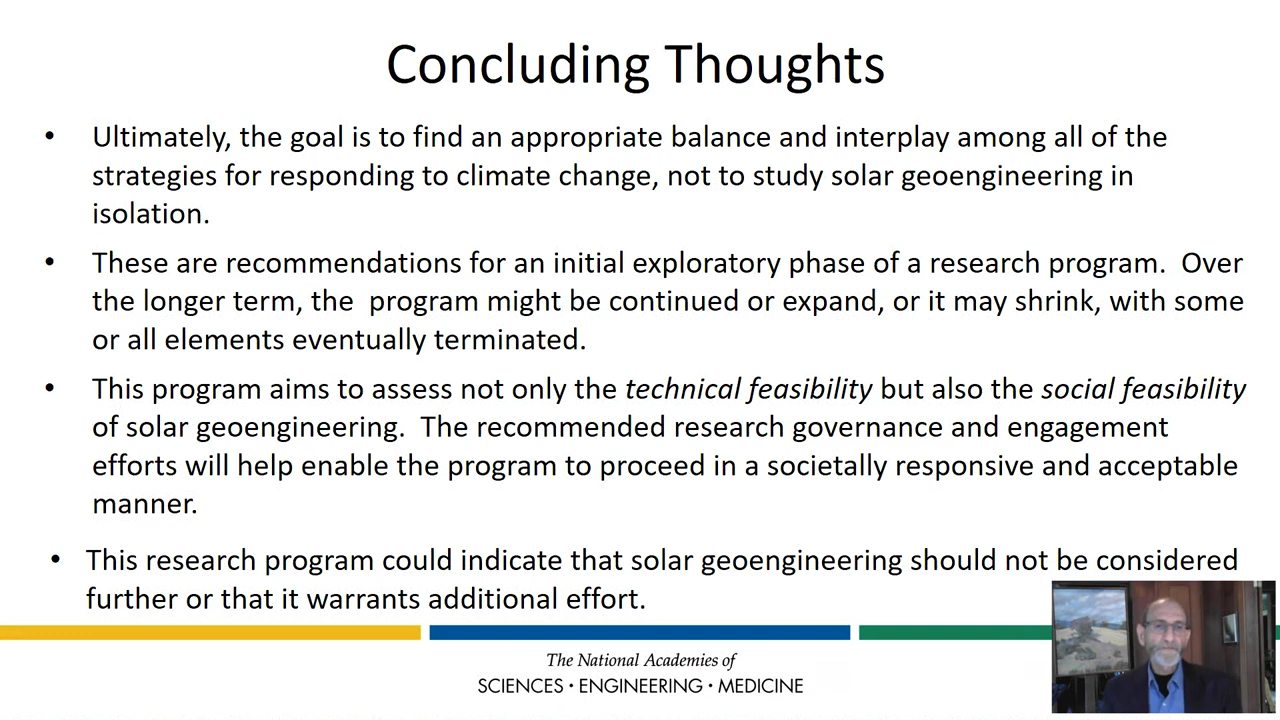 Concluding Thoughts
• Ultimately, the goal is to find an appropriate balance and interplay among all of the
strategies for responding to climate change, not to study solar geoengineering in
isolation.
• These are recommendations for an initial exploratory phase of a research program.  Over
the longer term, the  program might be continued or expand, or it may shrink, with some
or all elements eventually terminated.
• This program aims to assess not only the technical feasibility but also the social feasibility
of solar geoengineering.  The recommended research governance and engagement
efforts will help enable the program to proceed in a societally responsive and acceptable
manner.
• This research program could indicate that solar geoengineering should not be considered
further or that it warrants additional effort.
The National Academies of
SCIENCES · ENGINEERING · MEDICINE